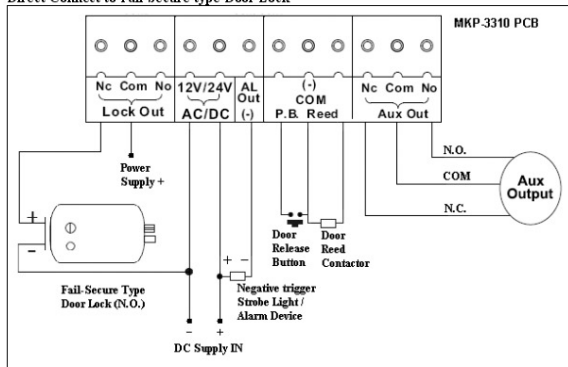 Direct Connect to Fail-Secure type Door Lock
MKP-3310 PCB
Nc Com No
Lock Out
12V/24V
AC/DC
AL
Out
(-)
(-)
COM
P.B. Reed
Nc Com No
Aux Out
N.O.
COM
N.C.
Aux
Output
Power
Supply +
+
−
Fail-Secure Type
Door Lock (N.O.)
+ −
Negative trigger
Strobe Light /
Alarm Device
Door
Release
Button
Door
Reed
Contactor
− +
DC Supply IN